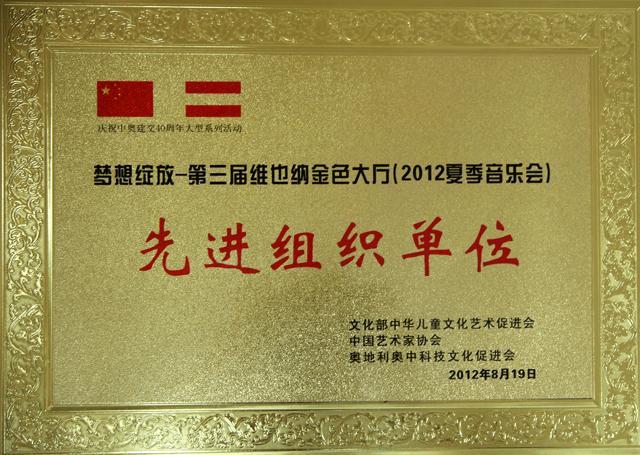 庆祝中奥建交40周年大型系列活动
梦想绽放-第三届维也纳金色大厅(2012夏季音乐会)
先进组织单位
文化部中华儿童文化艺术促进会
中国艺术家协会
奥地利奥中科技文化促进会
2012年8月19日